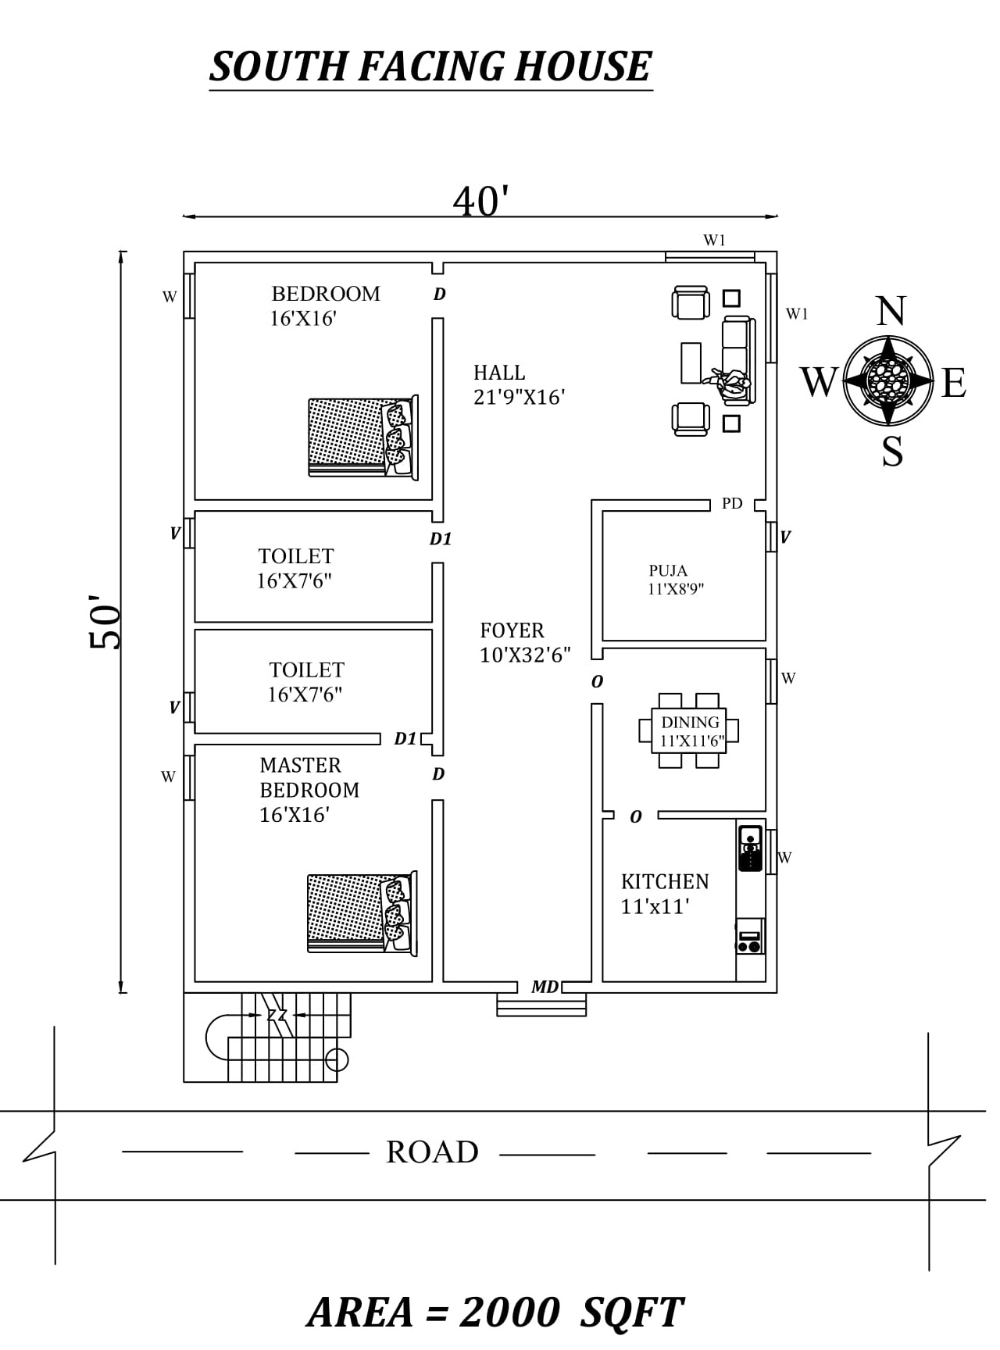 SOUTH FACING HOUSE
40'
W1
W
BEDROOM
16'X16'
D
W1
N
HALL
21'9"X16'
W
E
S
PD
V
D1
V
TOILET
16'X7'6"
PUJA
11'X8'9"
50'
FOYER
10'X32'6"
TOILET
16'X7'6"
O
W
V
DINING
11'X11'6"
D1
MASTER
BEDROOM
16'X16'
D
W
O
W
KITCHEN
11'x11'
MD
ROAD
AREA = 2000 SQFT